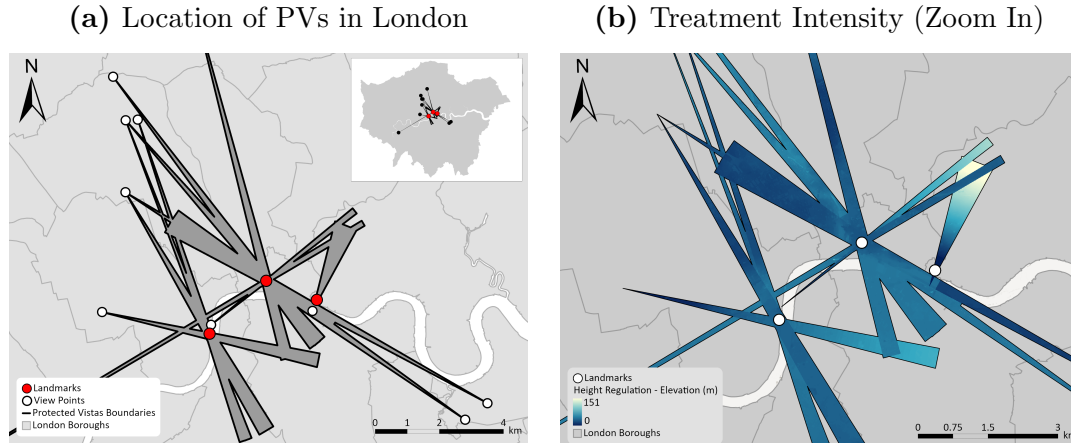 (a) Location of PVs in London
N
Landmarks
View Points
Protected Vistas Boundaries
London Boroughs
0 1 2 3 4
km
(b) Treatment Intensity (Zoom In)
N
Landmarks
Height Regulation - Elevation (m)
151
0
London Boroughs
0 0.75 1.5 3
km